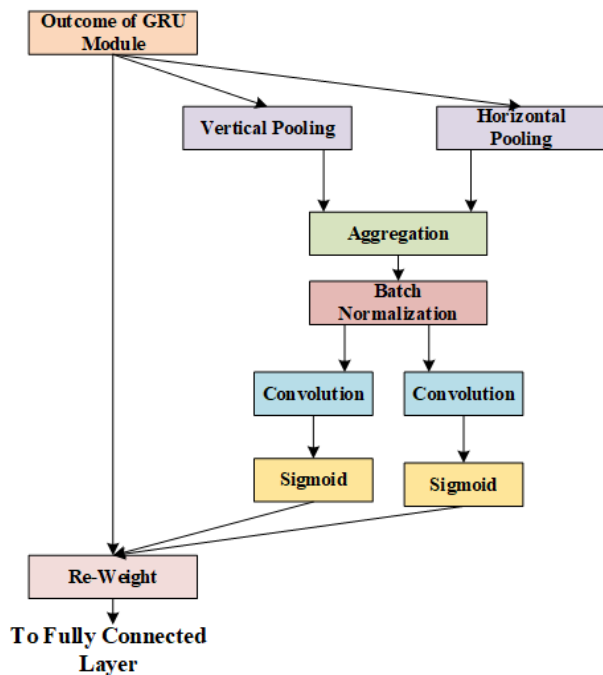 Outcome of GRU
Module
Vertical Pooling
Horizontal
Pooling
Aggregation
Batch
Normalization
Convolution
Convolution
Sigmoid
Sigmoid
Re-Weight
To Fully Connected
Layer